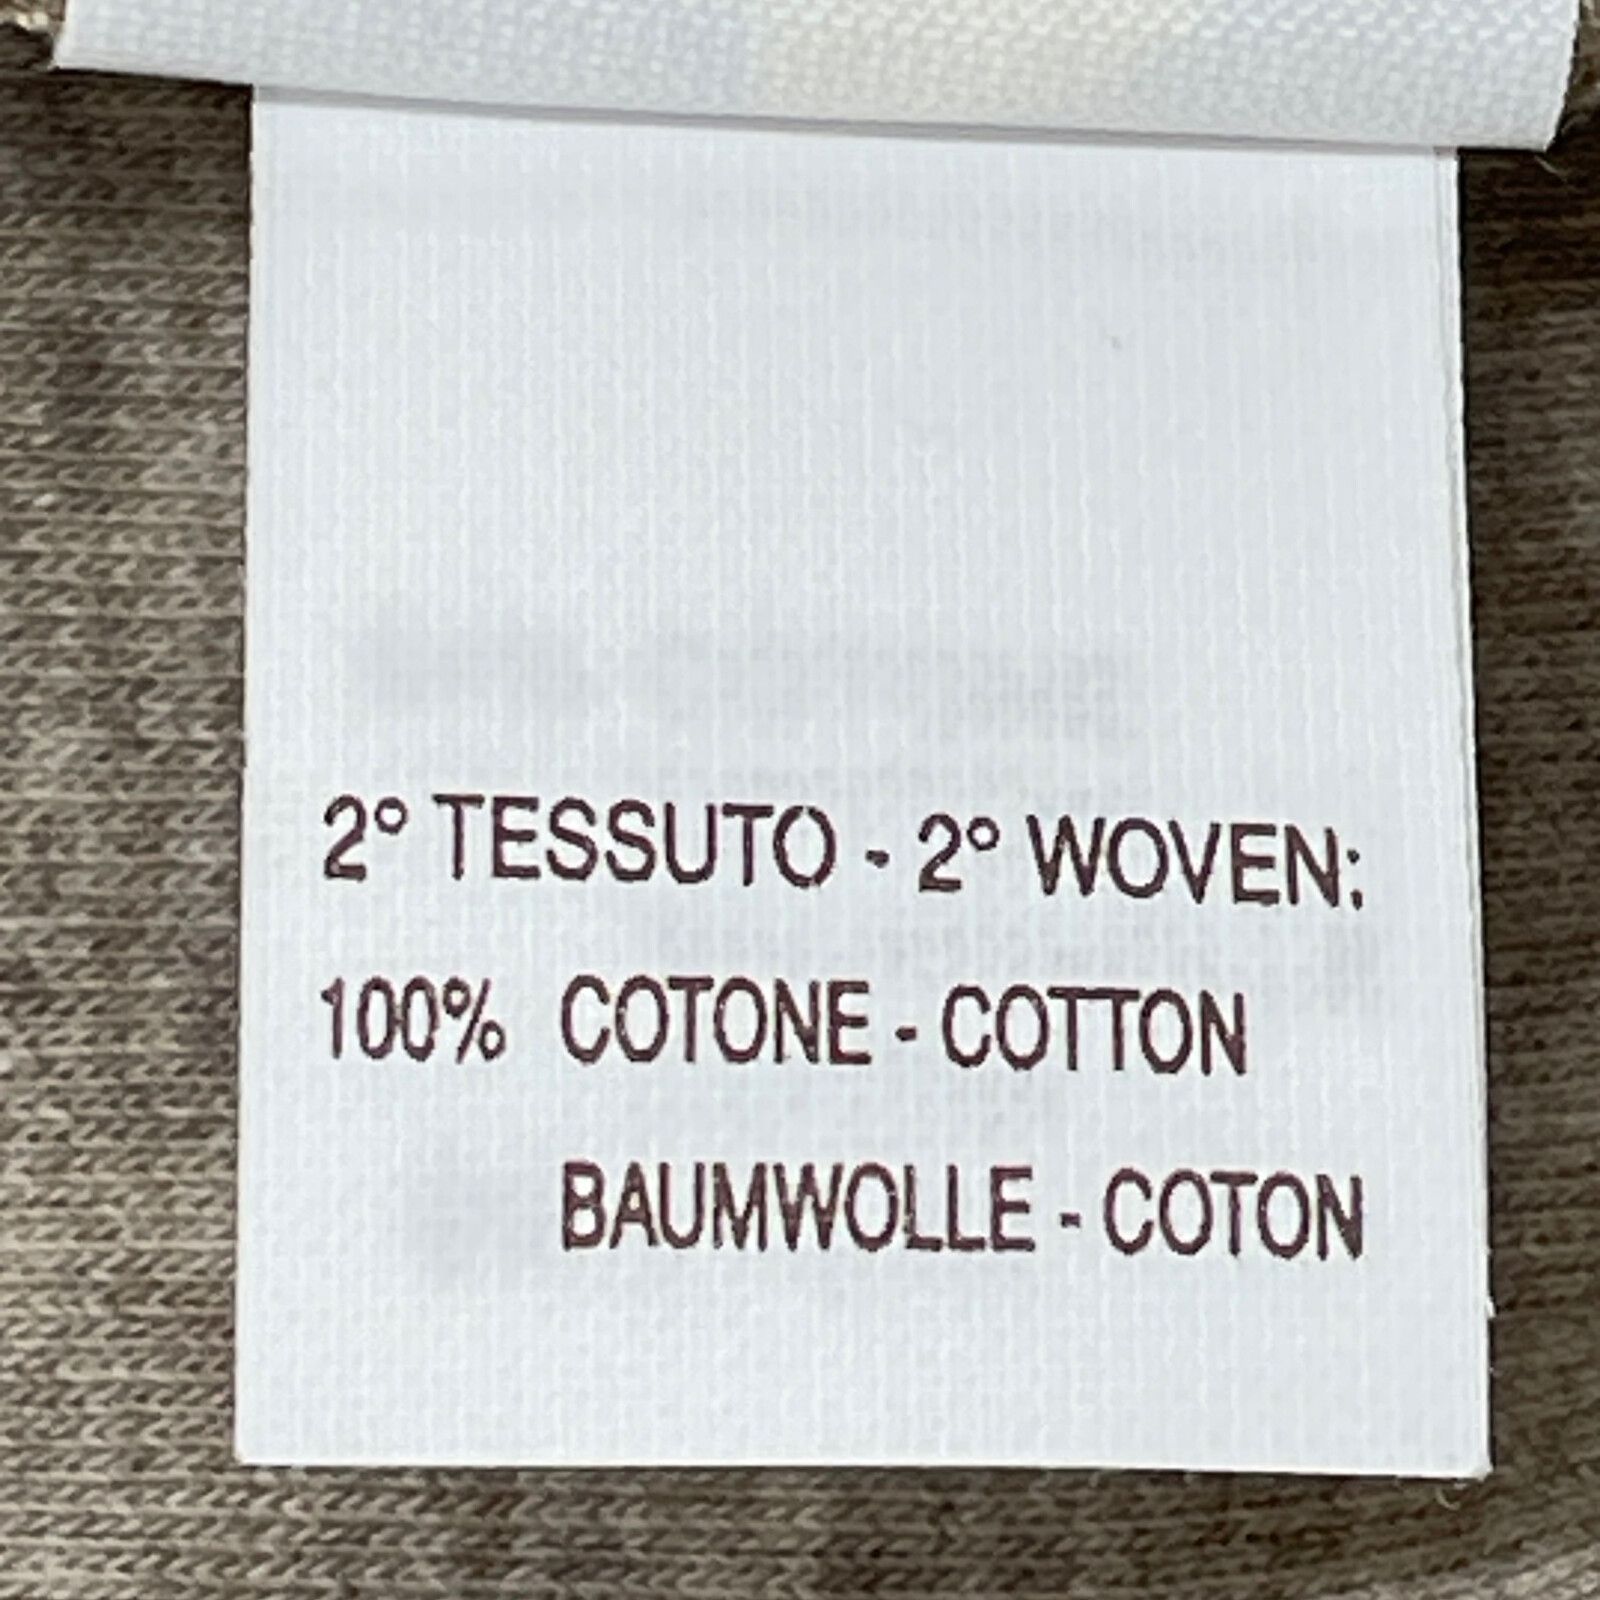 2° TESSUTO - 2° WOVEN:
100% COTONE - COTTON
BAUMWOLLE - COTON